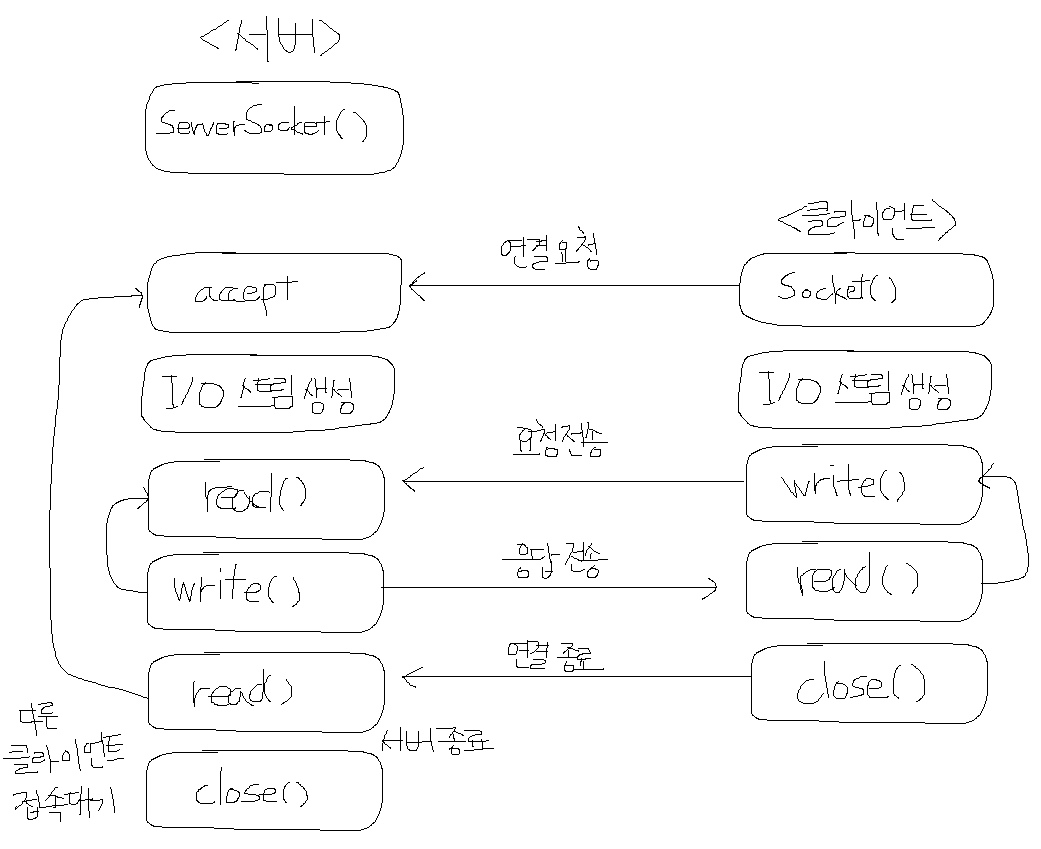 <서버>
ServerSocket()
<클라이언트>
연결요청
accept
Socket()
I/O 스트림 생성
I/O 스트림 생성
요청전송
read()
write()
응답 전송
write()
read()
연결 종료
read()
close()
다른
클라이언트
접속대기
서버 종료
close()